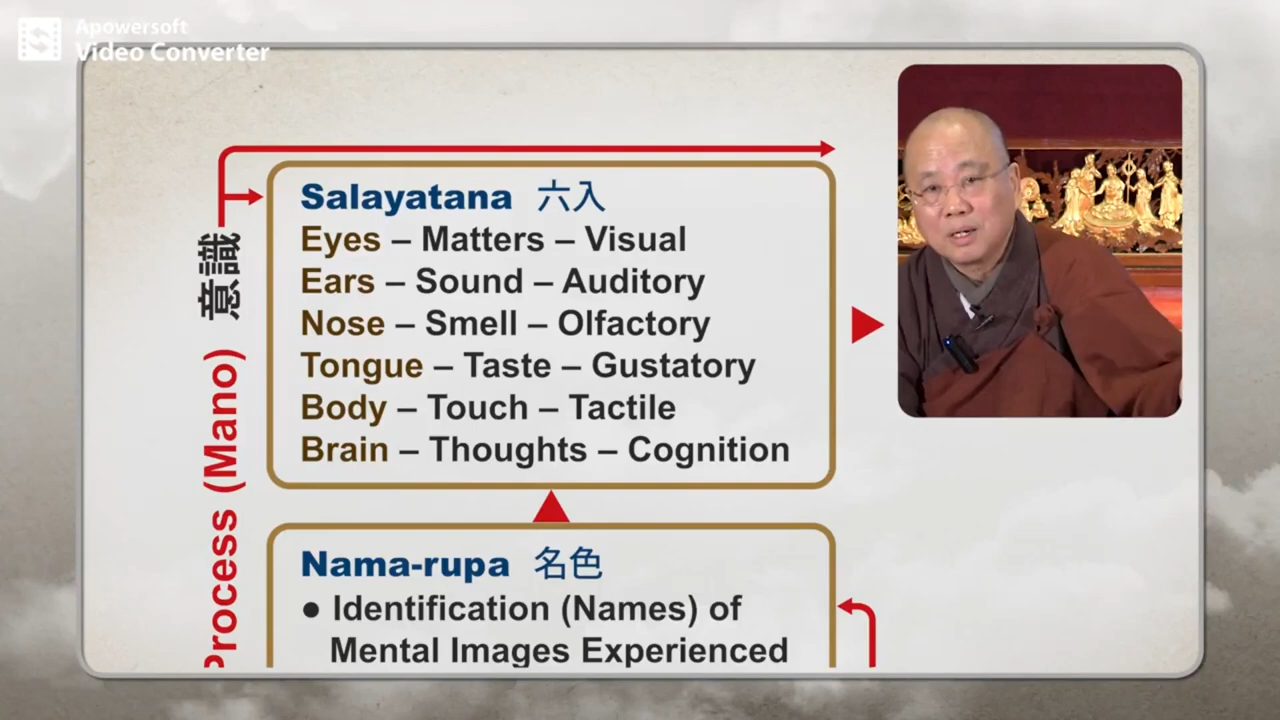 Apowersoft
Video Converter
Salayatana 六入
Eyes – Matters – Visual
Ears – Sound – Auditory
Nose – Smell – Olfactory
Tongue – Taste – Gustatory
Body – Touch – Tactile
Brain – Thoughts – Cognition
Process (Mano) 意識
Nama-rupa 名色
● Identification (Names) of
Mental Images Experienced